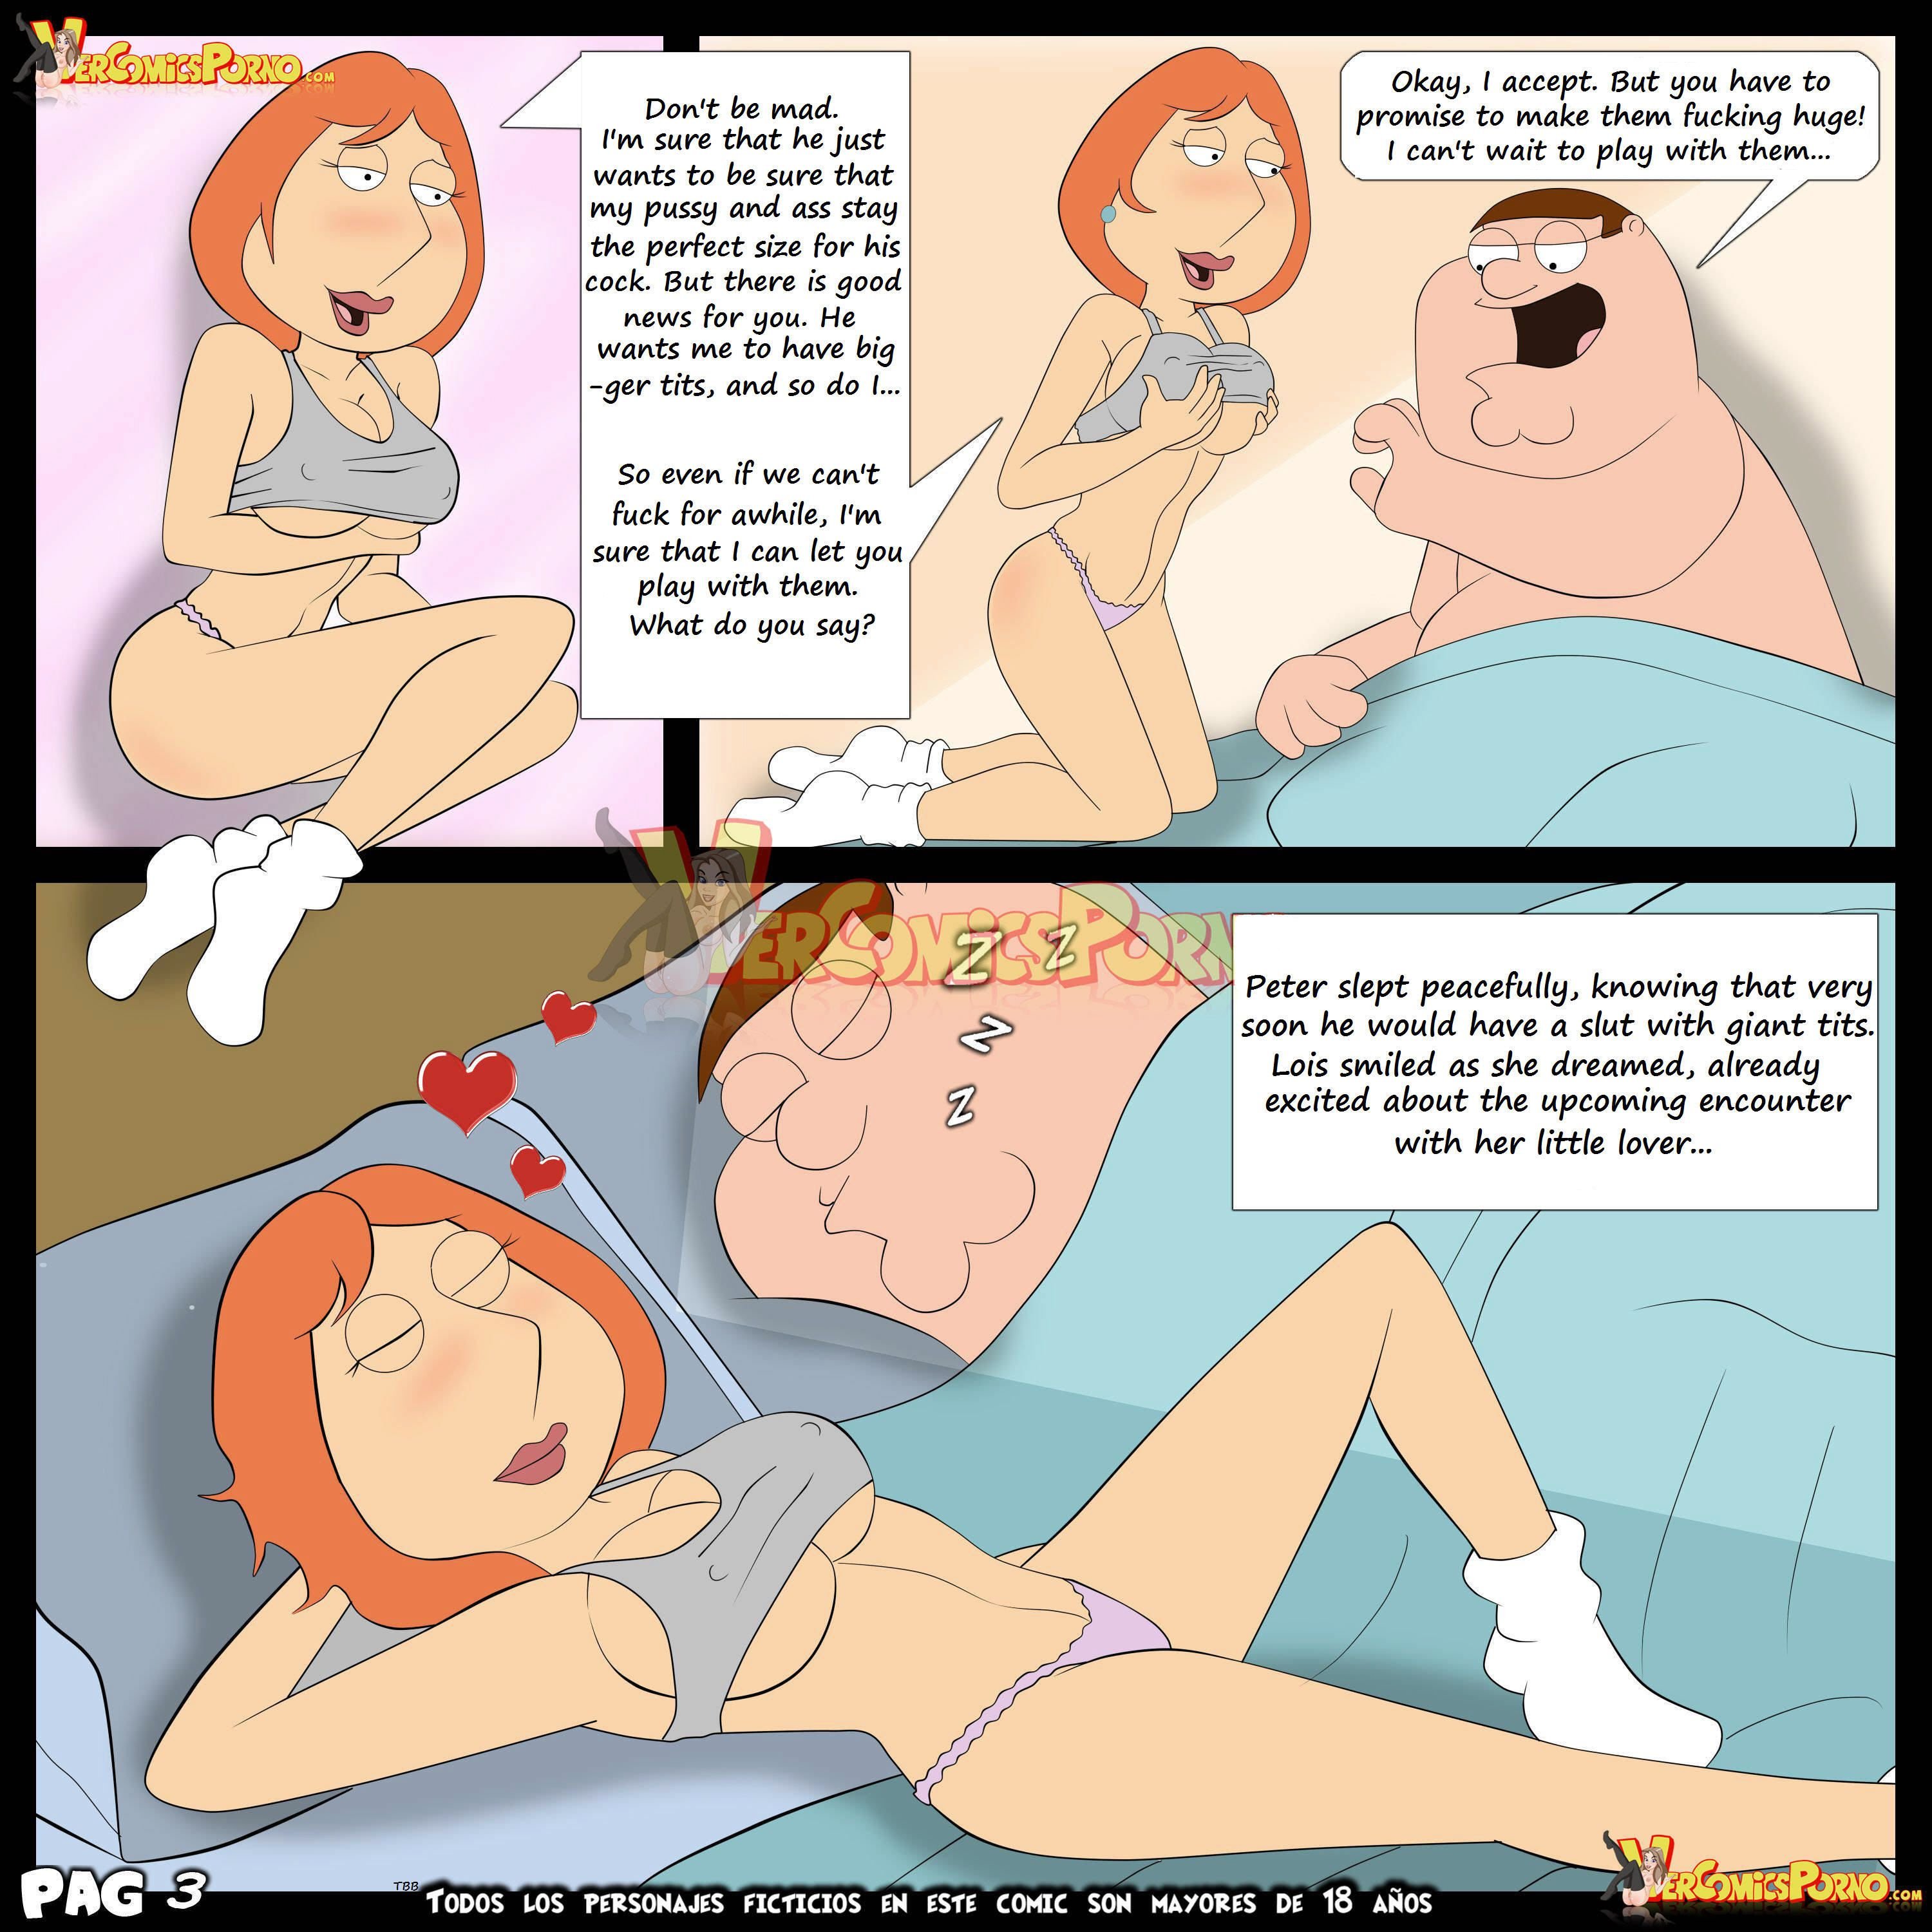 VERCOMICSPORNO.COM
Don't be mad.
I'm sure that he just
wants to be sure that
my pussy and ass stay
the perfect size for his
cock. But there is good
news for you. He
wants me to have big
-ger tits, and so do I...
So even if we can't
fuck for awhile, I'm
sure that I can let you
play with them.
What do you say?
Okay, I accept. But you have to
promise to make them fucking huge!
I can't wait to play with them...
VERCOMICSPORN
Z Z
Z
Z
Peter slept peacefully, knowing that very
soon he would have a slut with giant tits.
Lois smiled as she dreamed, already
excited about the upcoming encounter
with her little lover...
PAG 3
TBB
TODOS LOS PERSONAJES FICTICIOS EN ESTE COMIC SON MAYORES DE 18 AÑOS
VERCOMICSPORNO.COM